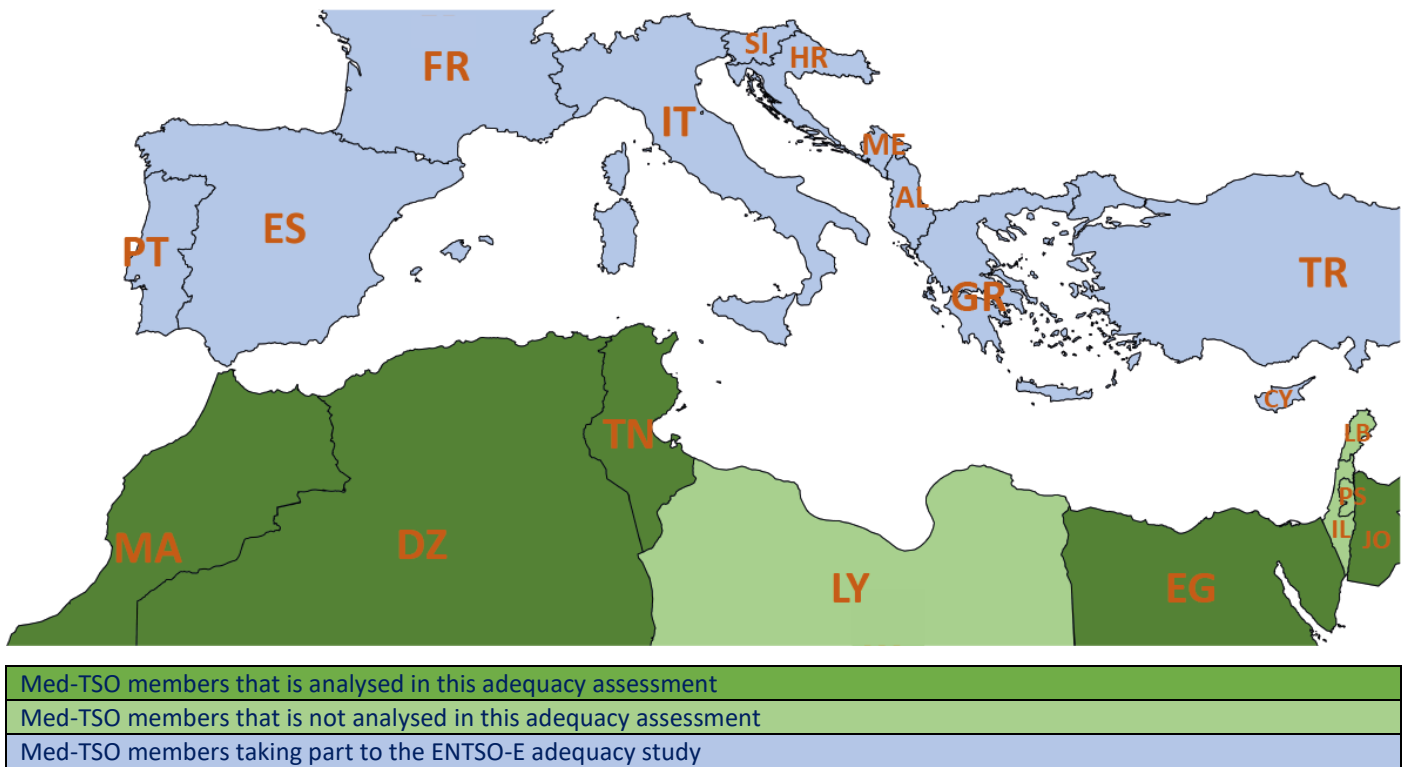 FR
SI
HR
IT
ME
AL
ES
PT
TR
GR
CY
LB
TN
PS
IL
JO
MA
DZ
LY
EG
Med-TSO members that is analysed in this adequacy assessment
Med-TSO members that is not analysed in this adequacy assessment
Med-TSO members taking part to the ENTSO-E adequacy study